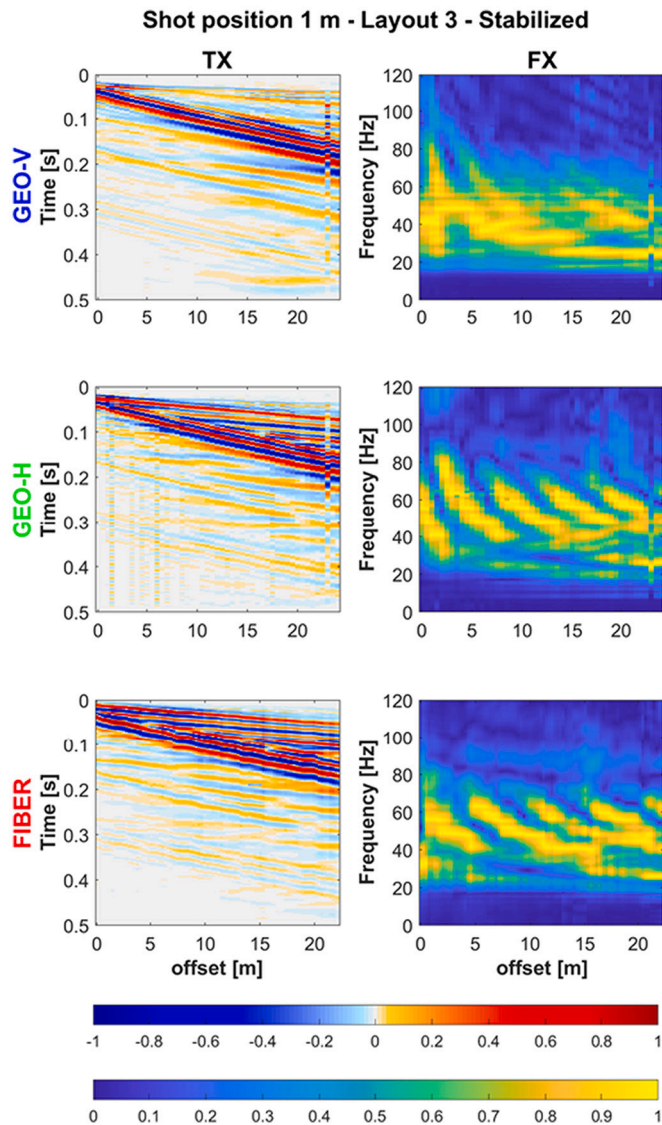 Shot position 1 m - Layout 3 - Stabilized
TX FX
GEO-V
Time [s]
0
0.1
0.2
0.3
0.4
0.5
0 5 10 15 20
Frequency [Hz]
120
100
80
60
40
20
0
0 5 10 15 20
GEO-H
Time [s]
0
0.1
0.2
0.3
0.4
0.5
0 5 10 15 20
Frequency [Hz]
120
100
80
60
40
20
0
0 5 10 15 20
FIBER
Time [s]
0
0.1
0.2
0.3
0.4
0.5
0 5 10 15 20
offset [m]
Frequency [Hz]
120
100
80
60
40
20
0
0 5 10 15 20
offset [m]
-1 -0.8 -0.6 -0.4 -0.2 0 0.2 0.4 0.6 0.8 1
0 0.1 0.2 0.3 0.4 0.5 0.6 0.7 0.8 0.9 1